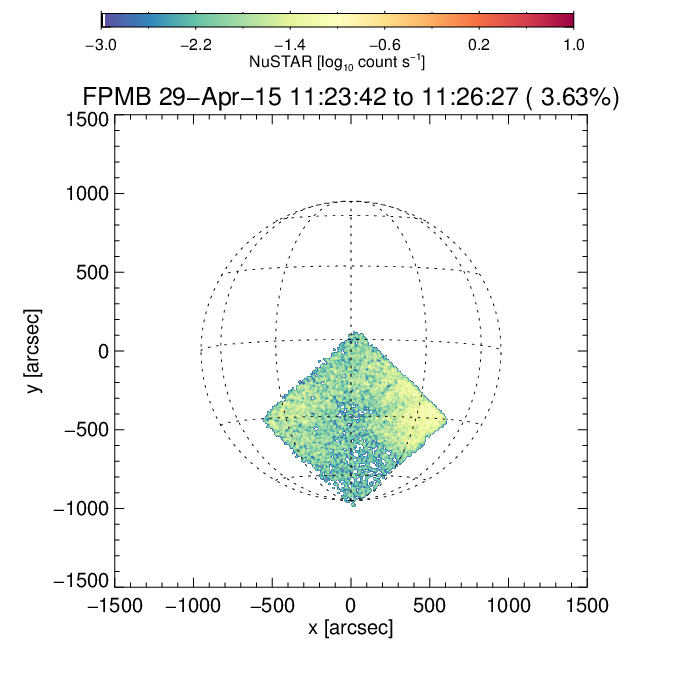 −3.0 −2.2 −1.4 −0.6 0.2 1.0
NuSTAR [log₁₀ count s⁻¹]
FPMB 29−Apr−15 11:23:42 to 11:26:27 ( 3.63%)
1500
1000
500
0
−500
−1000
−1500
y [arcsec]
−1500 −1000 −500 0 500 1000 1500
x [arcsec]